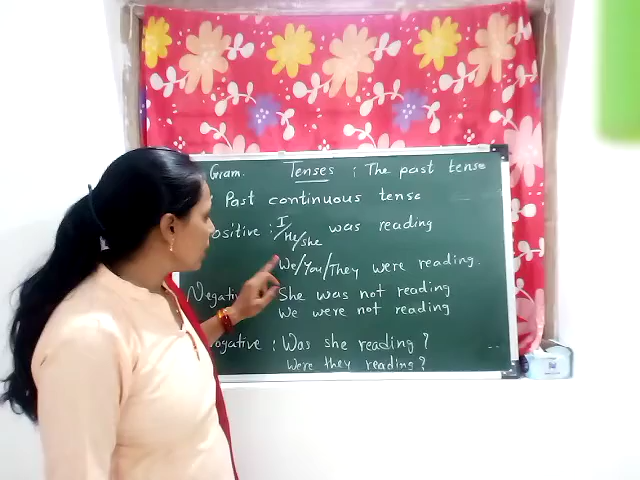 Gram. Tenses : The past tense
Past continuous tense
ositive : I/He/she was reading
We/You/They were reading.
Negati She was not reading
We were not reading
rogative : Was she reading?
Were they reading?